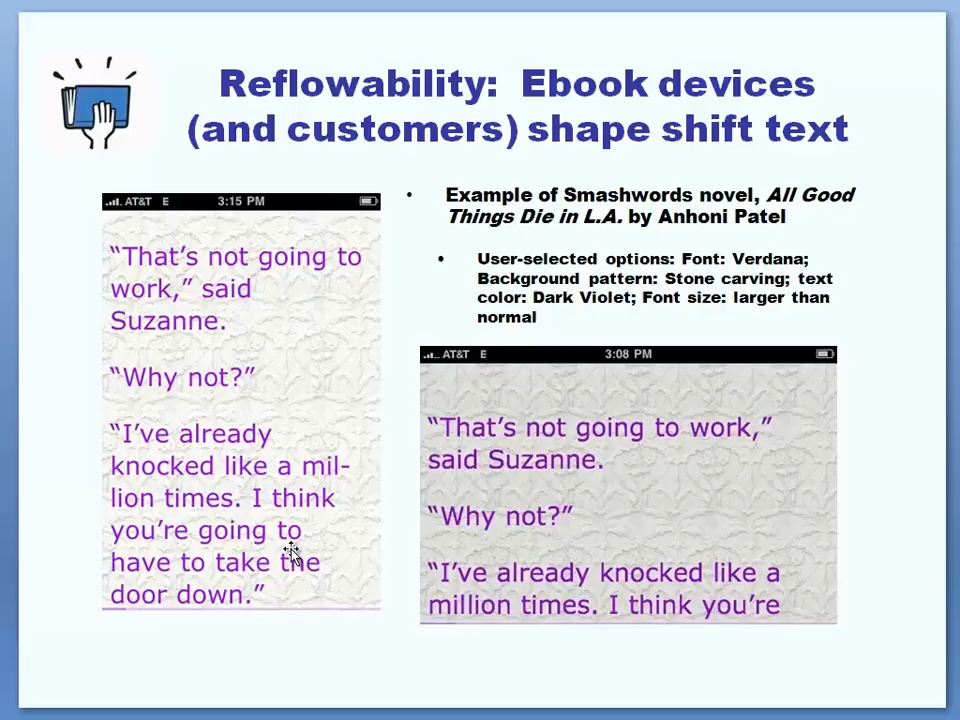 Reflowability:  Ebook devices
(and customers) shape shift text
• Example of Smashwords novel, All Good
Things Die in L.A. by Anhoni Patel
• User-selected options: Font: Verdana;
Background pattern: Stone carving; text
color: Dark Violet; Font size: larger than
normal
AT&T E 3:15 PM
“That’s not going to
work,” said
Suzanne.
“Why not?”
“I’ve already
knocked like a mil-
lion times. I think
you’re going to
have to take the
door down.”
AT&T E 3:08 PM
“That’s not going to work,”
said Suzanne.
“Why not?”
“I’ve already knocked like a
million times. I think you’re